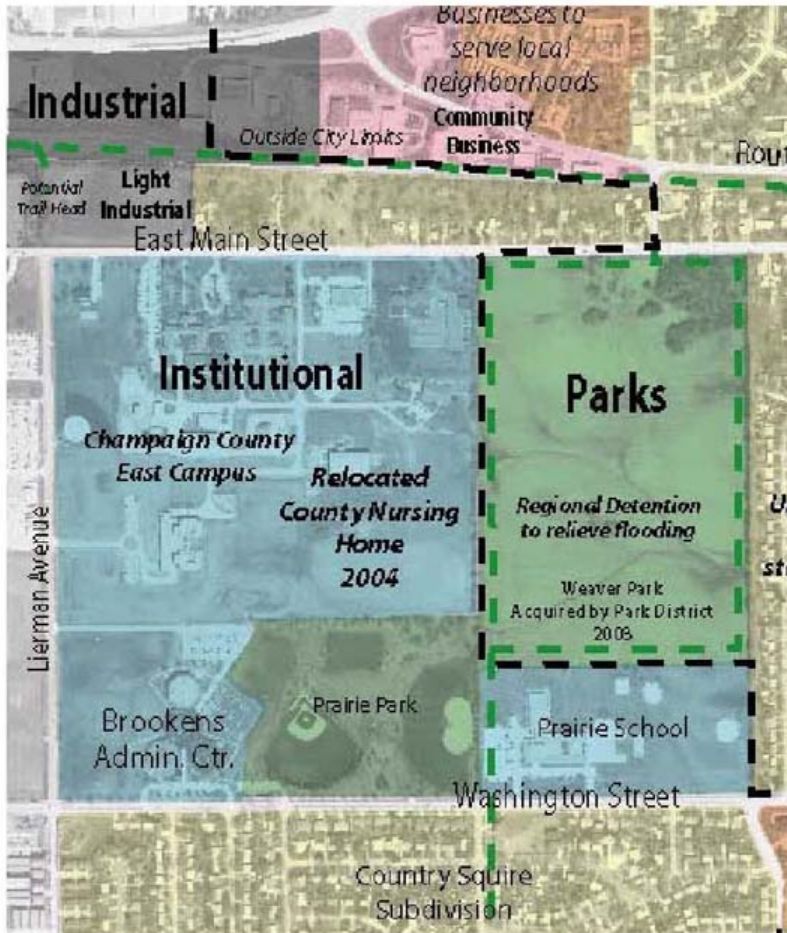 Businesses to
serve local
neighborhoods
Industrial
Community
Business
Outside City Limits
Potential
Trail Head
Light
Industrial
East Main Street
Institutional
Parks
Champaign County
East Campus
Relocated
County Nursing
Home
2004
Regional Detention
to relieve flooding
Weaver Park
Acquired by Park District
2003
Lierman Avenue
Brookens
Admin. Ctr.
Prairie Park
Prairie School
Washington Street
Country Squire
Subdivision